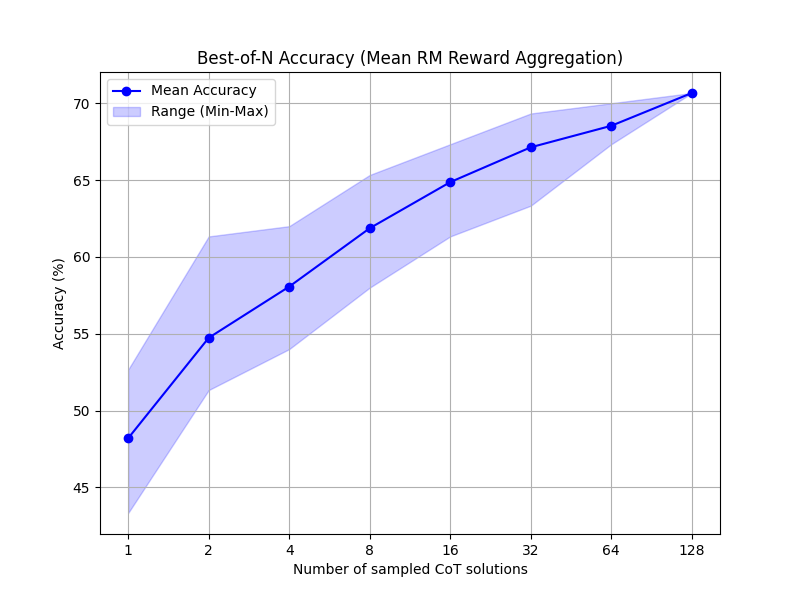 Best-of-N Accuracy (Mean RM Reward Aggregation)
Mean Accuracy
Range (Min-Max)
Accuracy (%)
70
65
60
55
50
45
1 2 4 8 16 32 64 128
Number of sampled CoT solutions